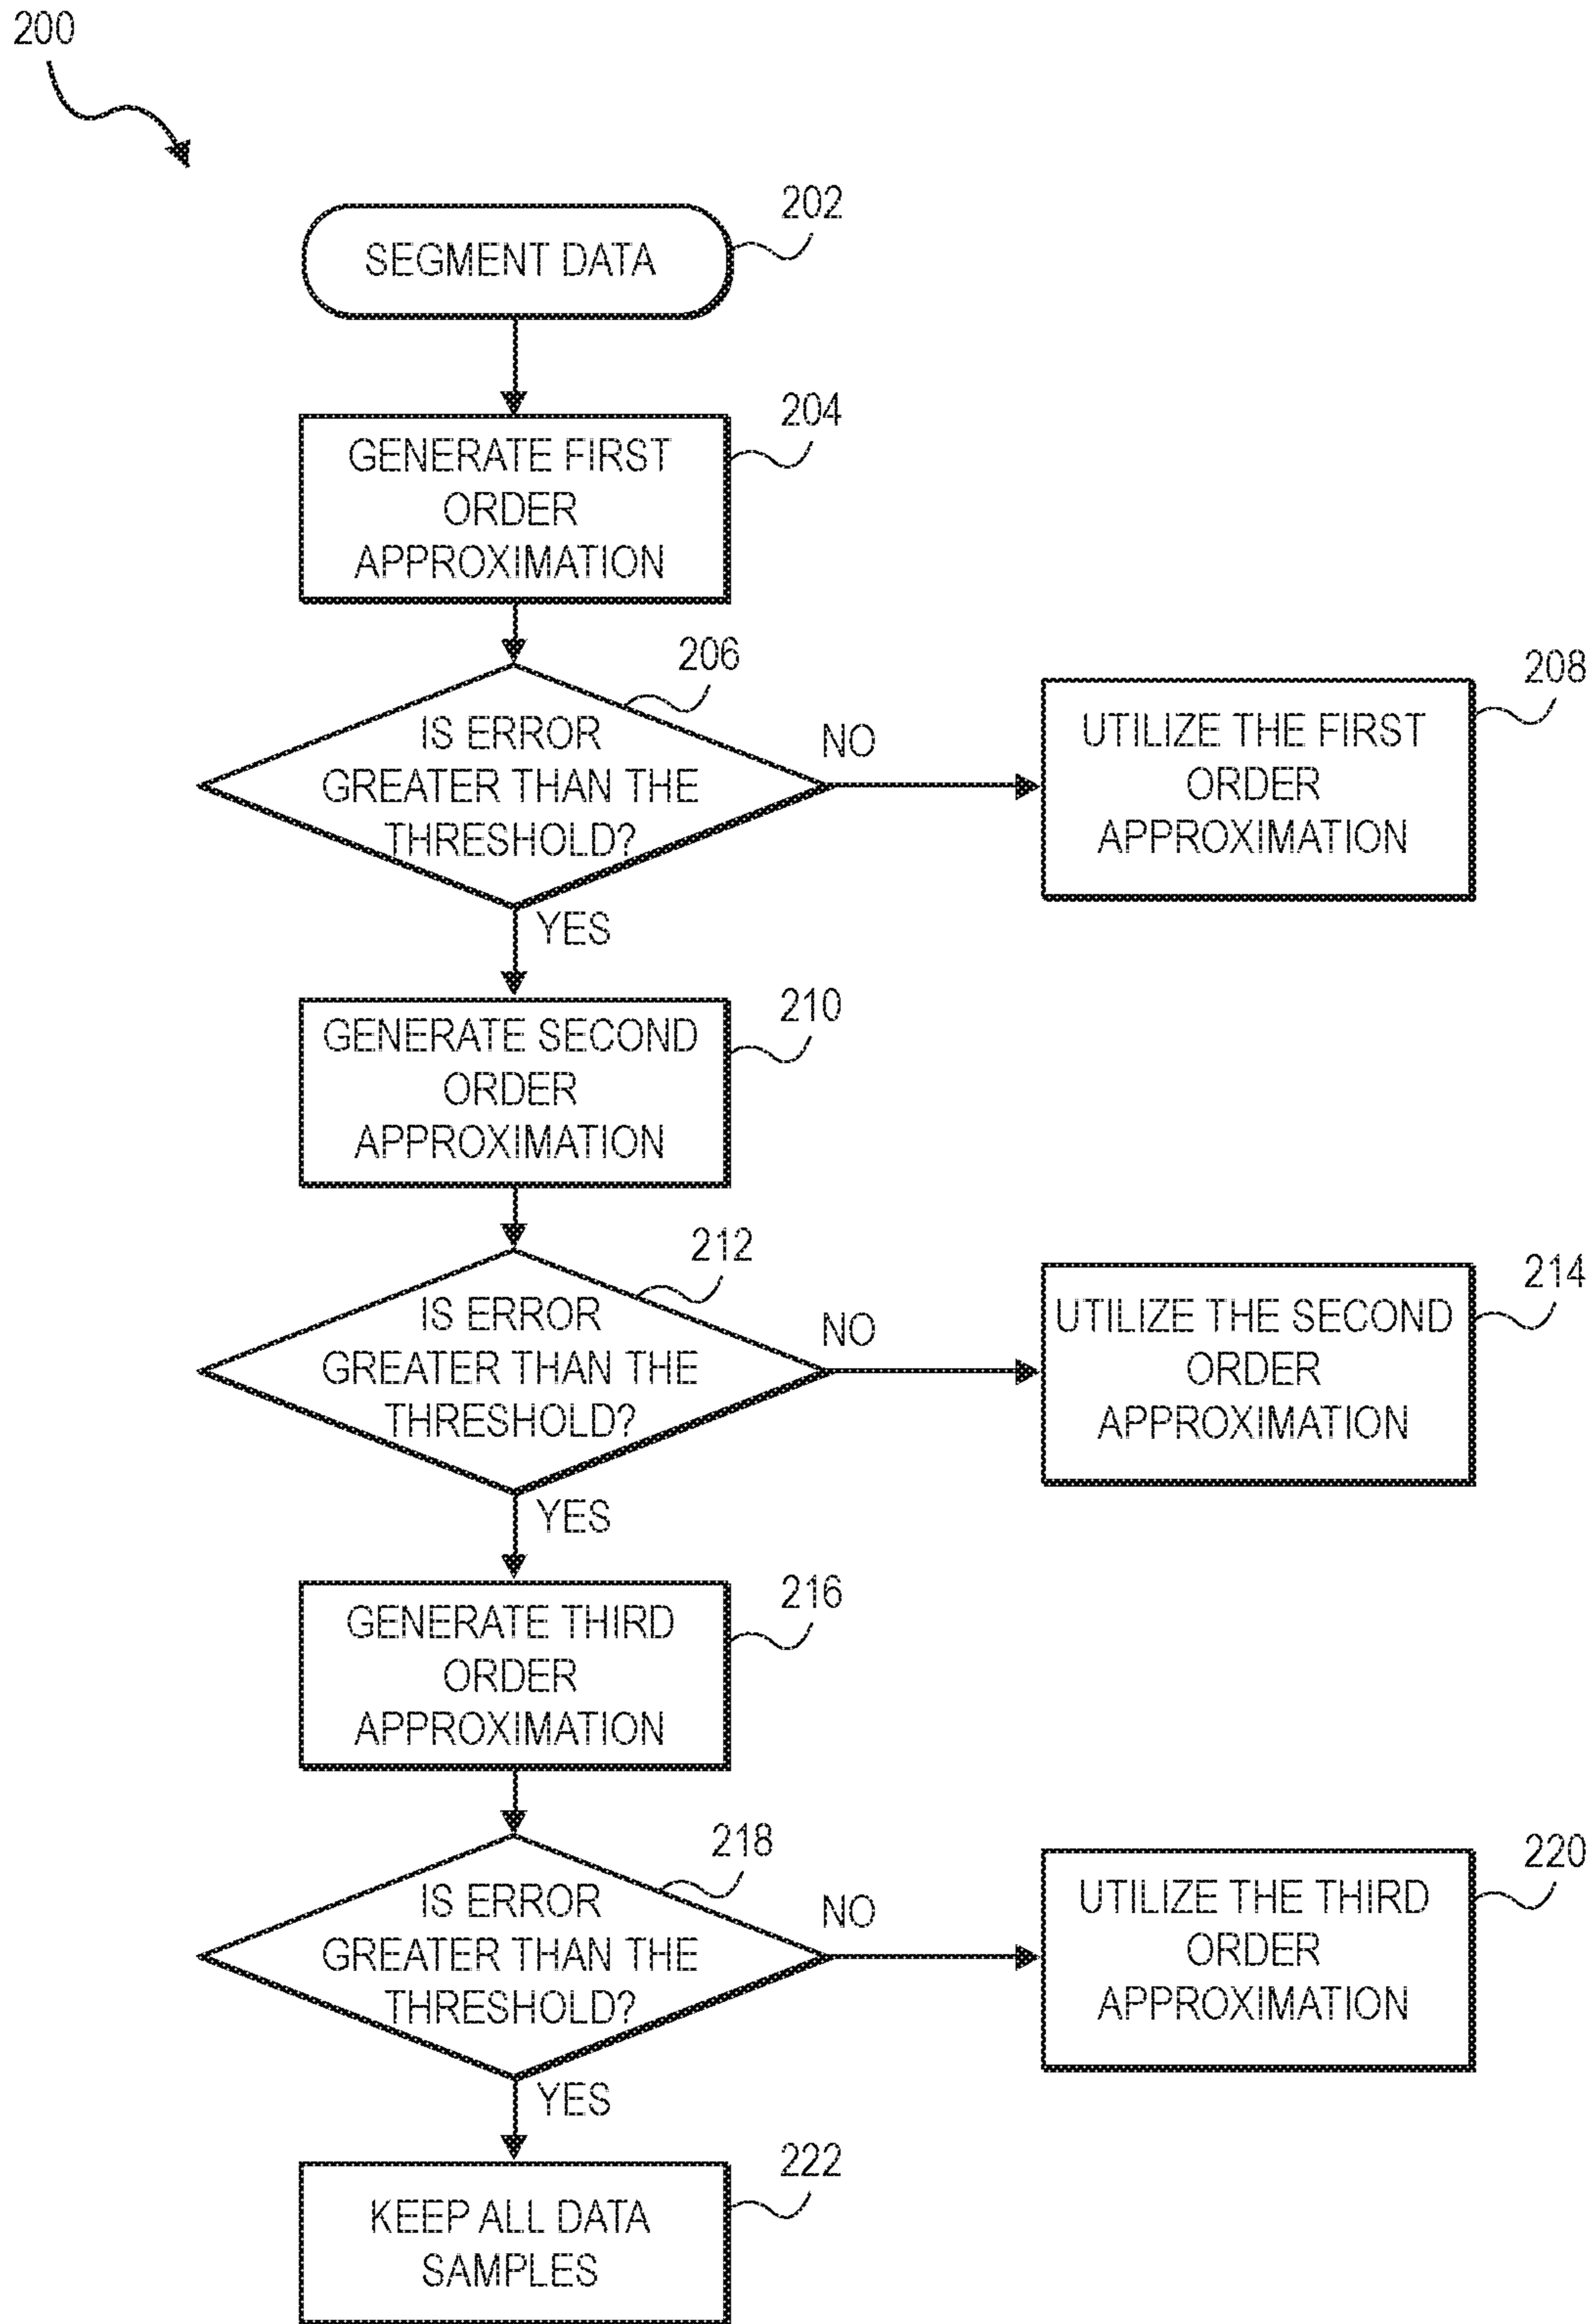 200
202
SEGMENT DATA
204
GENERATE FIRST
ORDER
APPROXIMATION
206
IS ERROR
GREATER THAN THE
THRESHOLD?
NO
208
UTILIZE THE FIRST
ORDER
APPROXIMATION
YES
210
GENERATE SECOND
ORDER
APPROXIMATION
212
IS ERROR
GREATER THAN THE
THRESHOLD?
NO
214
UTILIZE THE SECOND
ORDER
APPROXIMATION
YES
216
GENERATE THIRD
ORDER
APPROXIMATION
218
IS ERROR
GREATER THAN THE
THRESHOLD?
NO
220
UTILIZE THE THIRD
ORDER
APPROXIMATION
YES
222
KEEP ALL DATA
SAMPLES